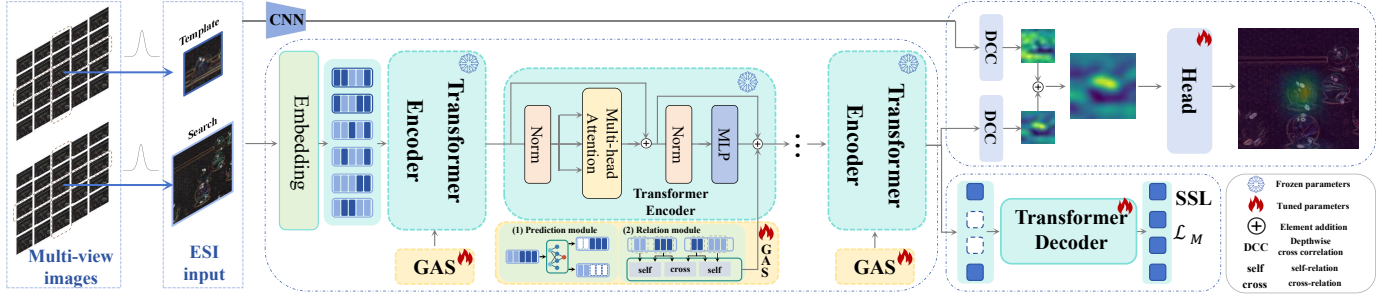 Multi-view
images
Template
Search
ESI
input
CNN
Embedding
Transformer
Encoder
GAS
Norm
Multi-head
Attention
Norm
MLP
Transformer
Encoder
(1) Prediction module
(2) Relation module
self
cross
self
GAS
Transformer
Encoder
GAS
DCC
DCC
Head
Transformer
Decoder
SSL
ℒ_M
Frozen parameters
Tuned parameters
Element addition
DCC
Depthwise
cross correlation
self
self-relation
cross
cross-relation